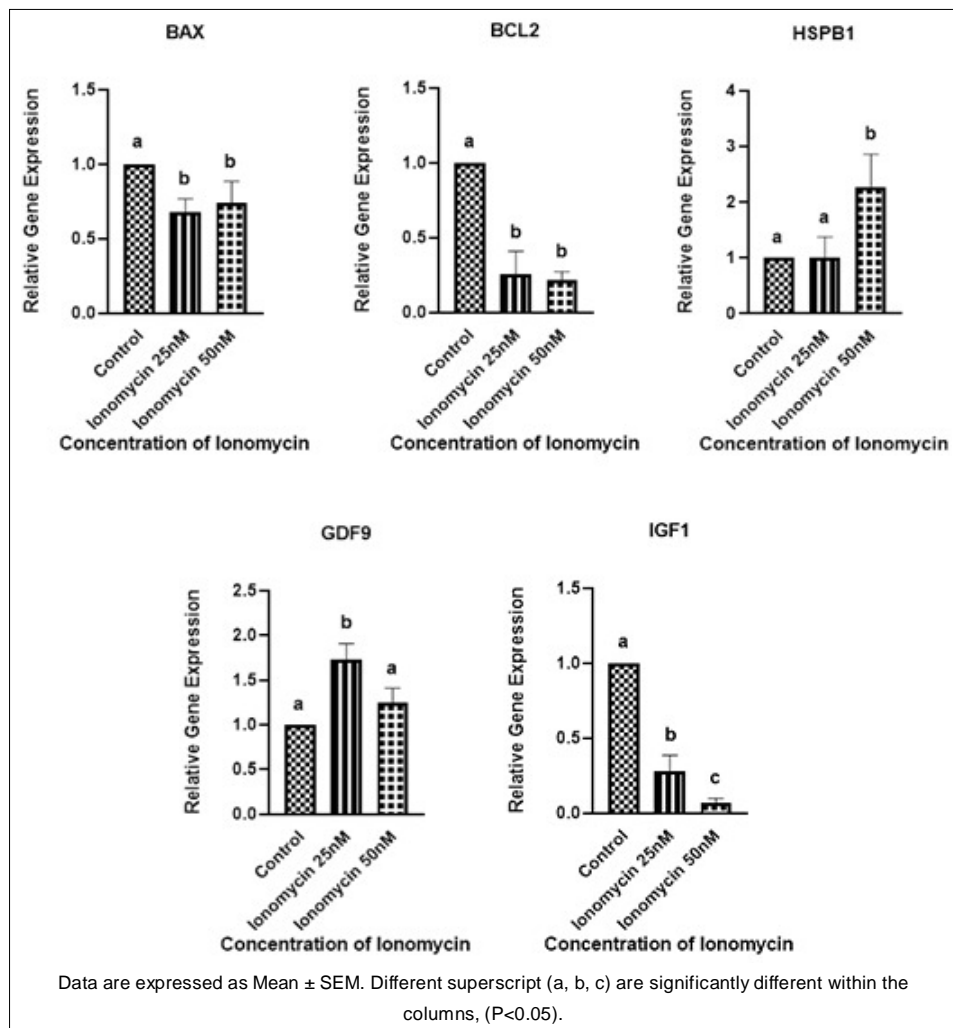 BAX
BCL2
HSPB1
Relative Gene Expression
1.5
1.0
0.5
0.0
a
b
b
Control
Ionomycin 25nM
Ionomycin 50nM
Concentration of Ionomycin
Relative Gene Expression
1.5
1.0
0.5
0.0
a
b
b
Control
Ionomycin 25nM
Ionomycin 50nM
Concentration of Ionomycin
Relative Gene Expression
4
3
2
1
0
a
a
b
Control
Ionomycin 25nM
Ionomycin 50nM
Concentration of Ionomycin
GDF9
IGF1
Relative Gene Expression
2.5
2.0
1.5
1.0
0.5
0.0
a
b
a
Control
Ionomycin 25nM
Ionomycin 50nM
Concentration of Ionomycin
Relative Gene Expression
1.5
1.0
0.5
0.0
a
b
c
Control
Ionomycin 25nM
Ionomycin 50nM
Concentration of Ionomycin
Data are expressed as Mean ± SEM. Different superscript (a, b, c) are significantly different within the
columns, (P<0.05).